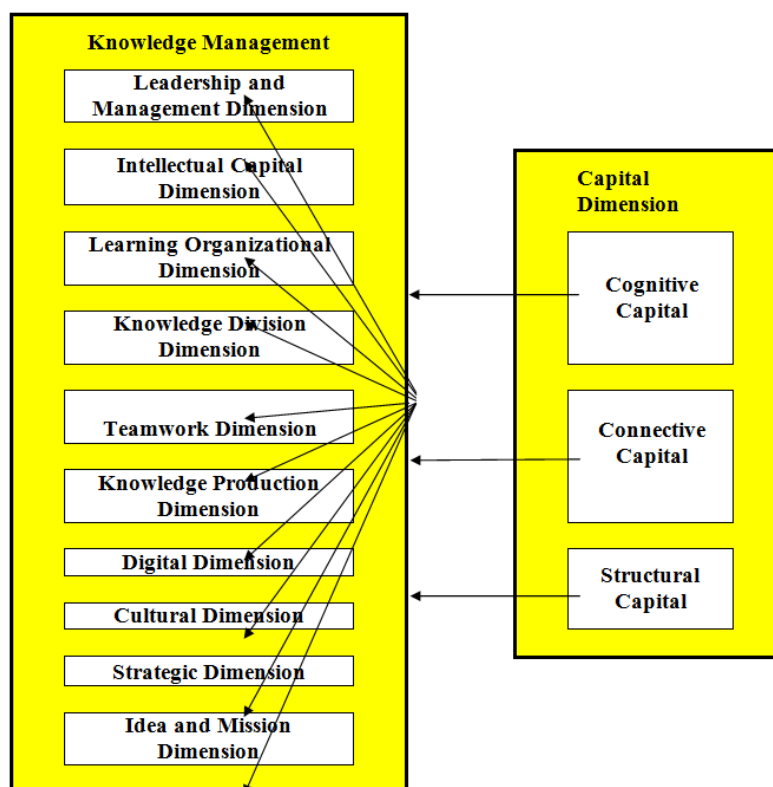 Knowledge Management
Leadership and
Management Dimension
Intellectual Capital
Dimension
Learning Organizational
Dimension
Knowledge Division
Dimension
Teamwork Dimension
Knowledge Production
Dimension
Digital Dimension
Cultural Dimension
Strategic Dimension
Idea and Mission
Dimension
Capital
Dimension
Cognitive
Capital
Connective
Capital
Structural
Capital